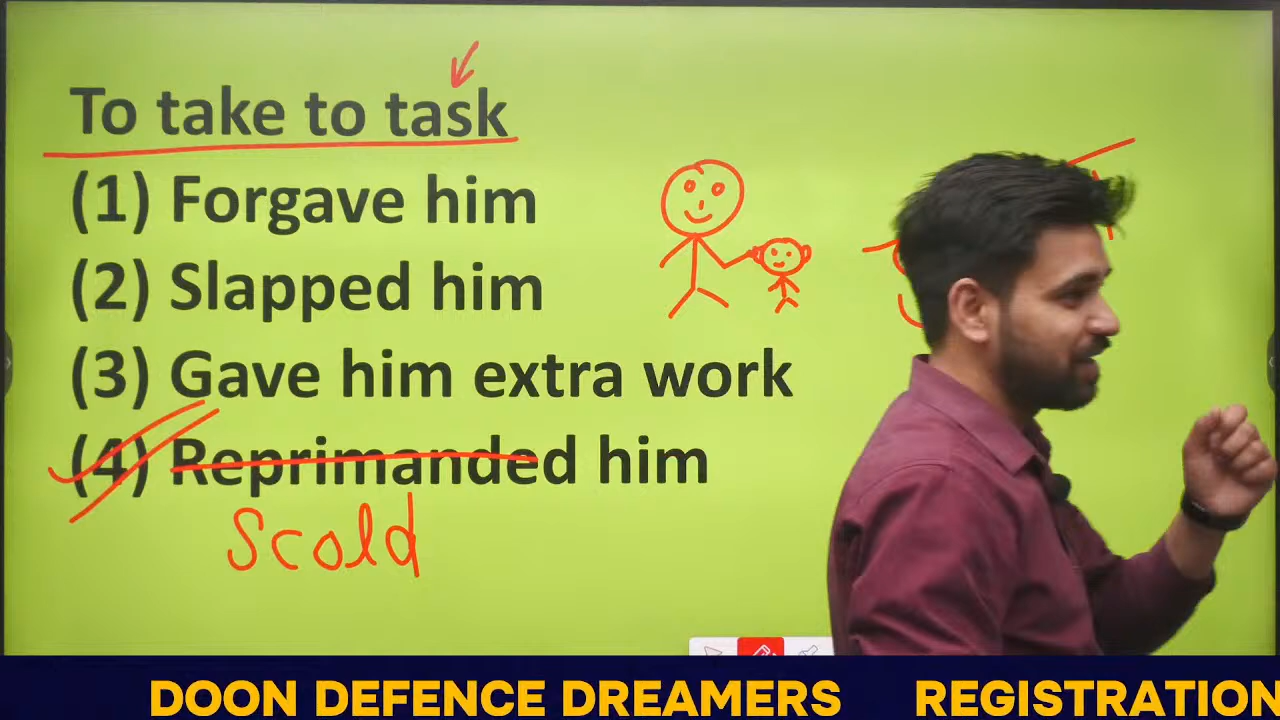 To take to task
(1) Forgave him
(2) Slapped him
(3) Gave him extra work
(4) Reprimanded him
Scold
DOON DEFENCE DREAMERS REGISTRATION